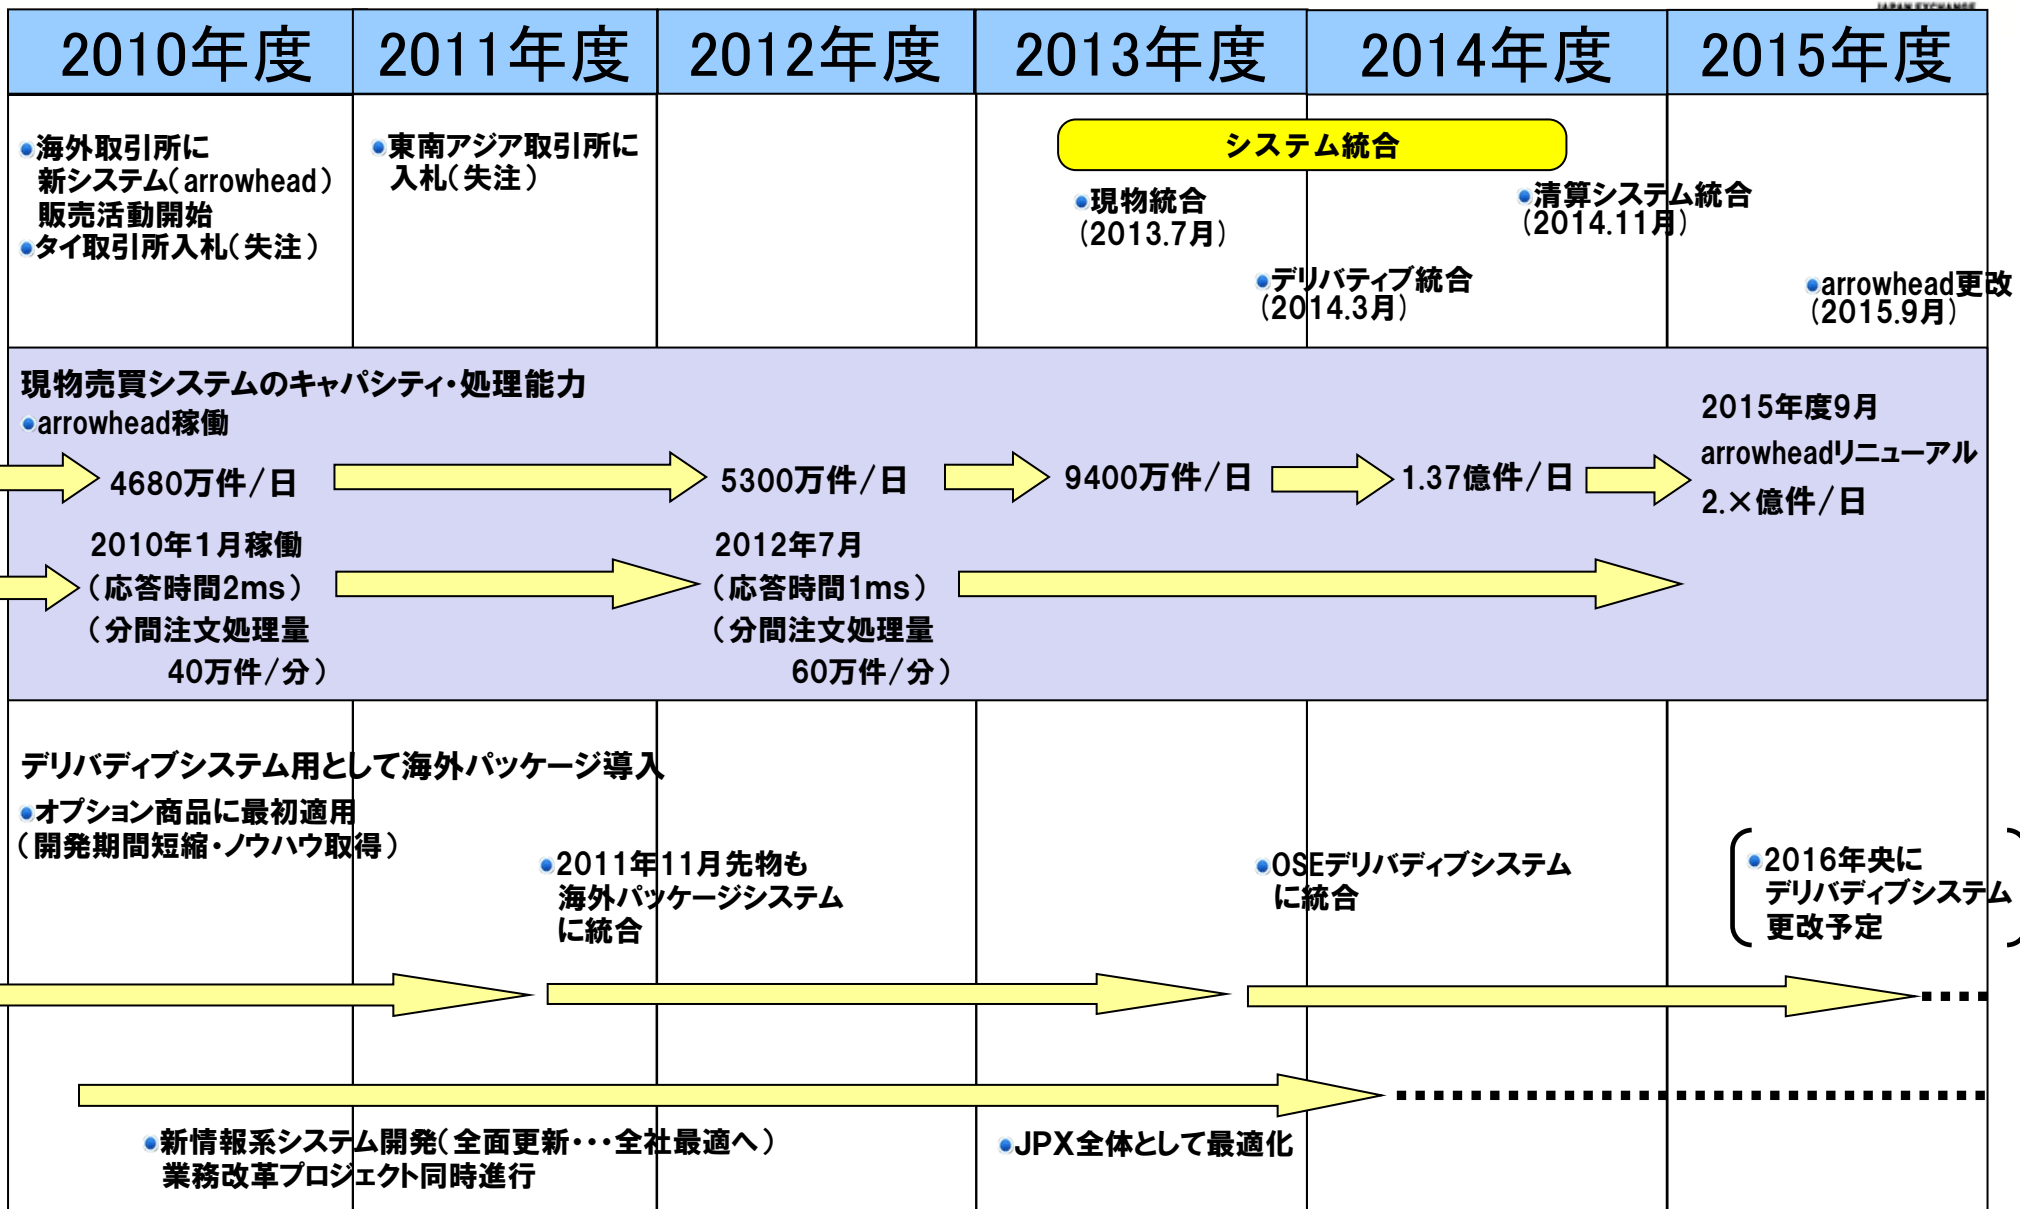 JAPAN EXCHANGE
2010年度 2011年度 2012年度 2013年度 2014年度 2015年度
●海外取引所に
新システム(arrowhead)
販売活動開始
●タイ取引所入札(失注)
●東南アジア取引所に
入札(失注)
システム統合
●現物統合
(2013.7月)
●デリバティブ統合
(2014.3月)
●清算システム統合
(2014.11月)
●arrowhead更改
(2015.9月)
現物売買システムのキャパシティ・処理能力
●arrowhead稼働
4680万件/日
5300万件/日
9400万件/日
1.37億件/日
2015年度9月
arrowheadリニューアル
2.×億件/日
2010年1月稼働
(応答時間2ms)
(分間注文処理量
40万件/分)
2012年7月
(応答時間1ms)
(分間注文処理量
60万件/分)
デリバディブシステム用として海外パッケージ導入
●オプション商品に最初適用
(開発期間短縮・ノウハウ取得)
●2011年11月先物も
海外パッケージシステム
に統合
●OSEデリバディブシステム
に統合
●2016年央に
デリバディブシステム
更改予定
●新情報系システム開発(全面更新・・・全社最適へ)
業務改革プロジェクト同時進行
●JPX全体として最適化